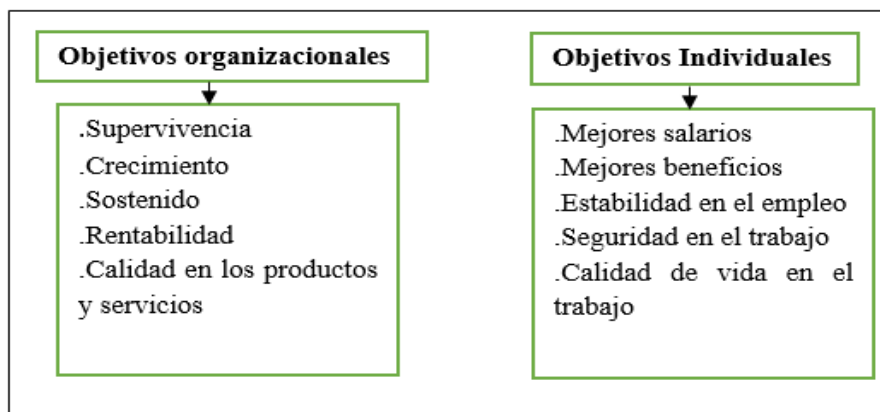 Objetivos organizacionales
.Supervivencia
.Crecimiento
.Sostenido
.Rentabilidad
.Calidad en los productos
y servicios
Objetivos Individuales
.Mejores salarios
.Mejores beneficios
.Estabilidad en el empleo
.Seguridad en el trabajo
.Calidad de vida en el
trabajo